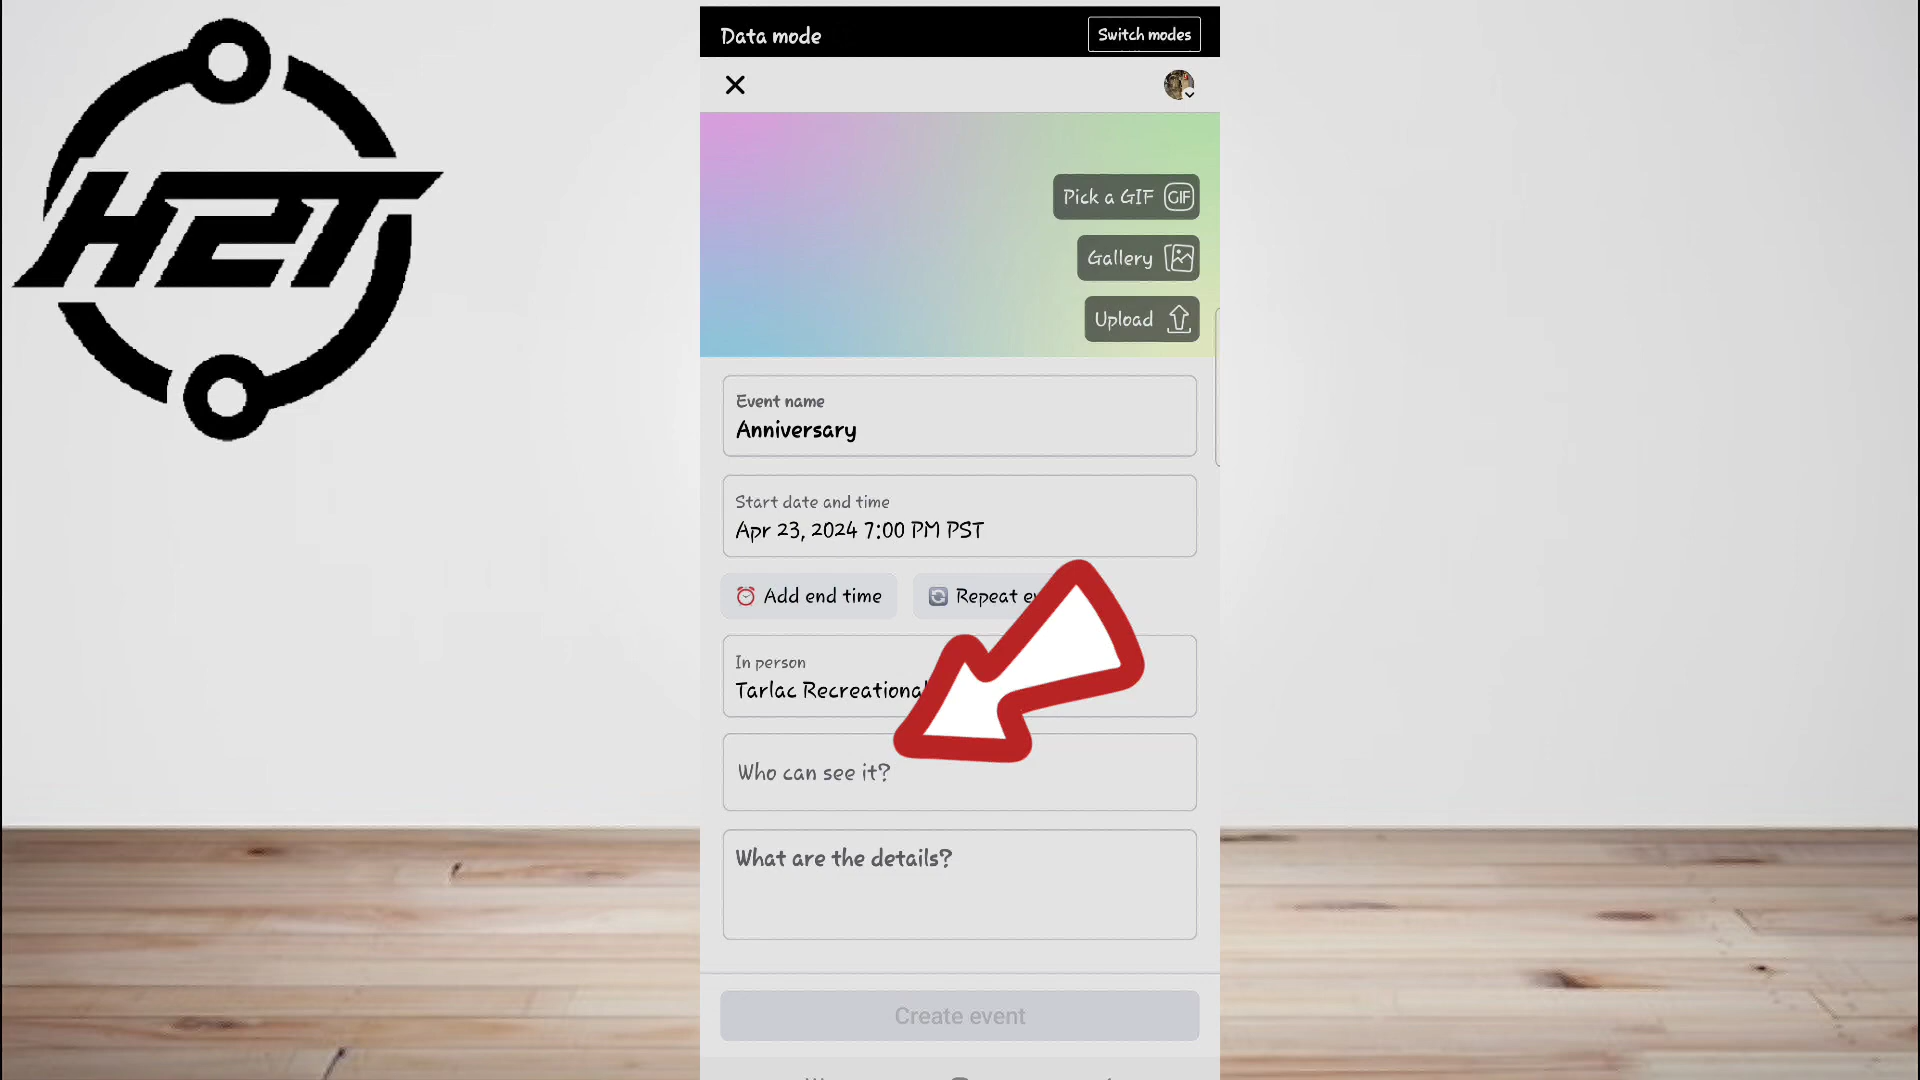 H2T
Data mode
Switch modes
Pick a GIF GIF
Gallery
Upload
Event name
Anniversary
Start date and time
Apr 23, 2024 7:00 PM PST
Add end time
Repeat
In person
Tarlac Recreational
Who can see it?
What are the details?
Create event